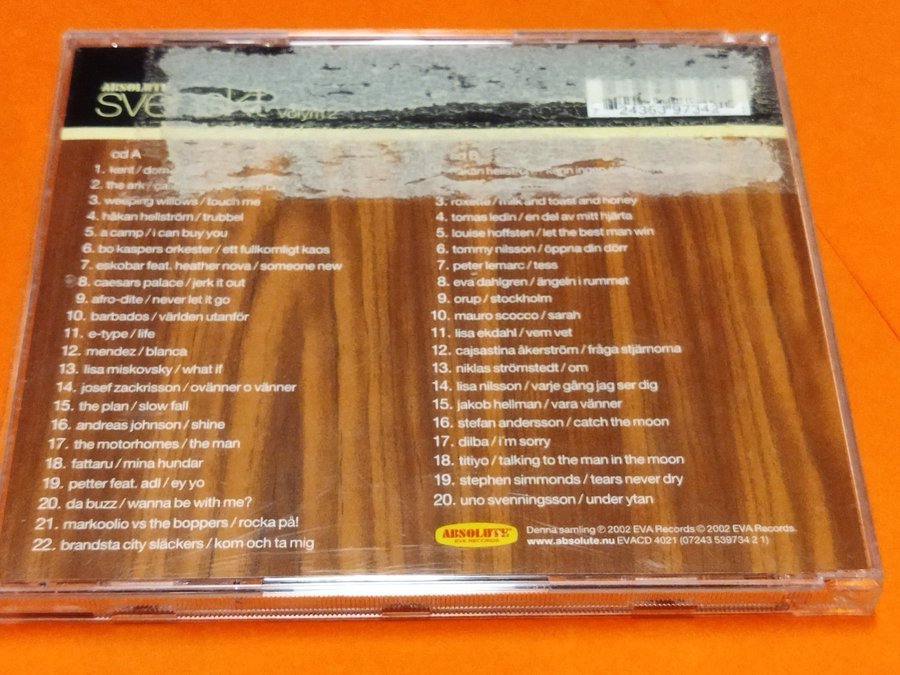 ABSOLUTE
volym 2
cd A
1. kent /
2. the ark /
3. weeping willows / touch me
4. håkan hellström / trubbel
5. a camp / i can buy you
6. bo kaspers orkester / ett fullkomligt kaos
7. eskobar feat. heather nova / someone new
8. caesars palace / jerk it out
9. afro-dite / never let it go
10. barbados / världen utanför
11. e-type / life
12. mendez / blanca
13. lisa miskovsky / what if
14. josef zackrisson / ovänner o vänner
15. the plan / slow fall
16. andreas johnson / shine
17. the motorhomes / the man
18. fattaru / mina hundar
19. petter feat. adl / ey yo
20. da buzz / wanna be with me?
21. markoolio vs the boppers / rocka på!
22. brandsta city släckers / kom och ta mig
håkan hellström /
3. roxette / milk and toast and honey
4. tomas ledin / en del av mitt hjärta
5. louise hoffsten / let the best man win
6. tommy nilsson / öppna din dörr
7. peter lemarc / tess
8. eva dahlgren / ängeln i rummet
9. orup / stockholm
10. mauro scocco / sarah
11. lisa ekdahl / vem vet
12. cajsastina åkerström / fråga stjärnorna
13. niklas strömstedt / om
14. lisa nilsson / varje gång jag ser dig
15. jakob hellman / vara vänner
16. stefan andersson / catch the moon
17. dilba / i'm sorry
18. titiyo / talking to the man in the moon
19. stephen simmonds / tears never dry
20. uno svenningsson / under ytan
ABSOLUTE
EVA RECORDS
Denna samling ℗ 2002 EVA Records © 2002 EVA Records.
www.absolute.nu EVACD 4021 (07243 539734 2 1)